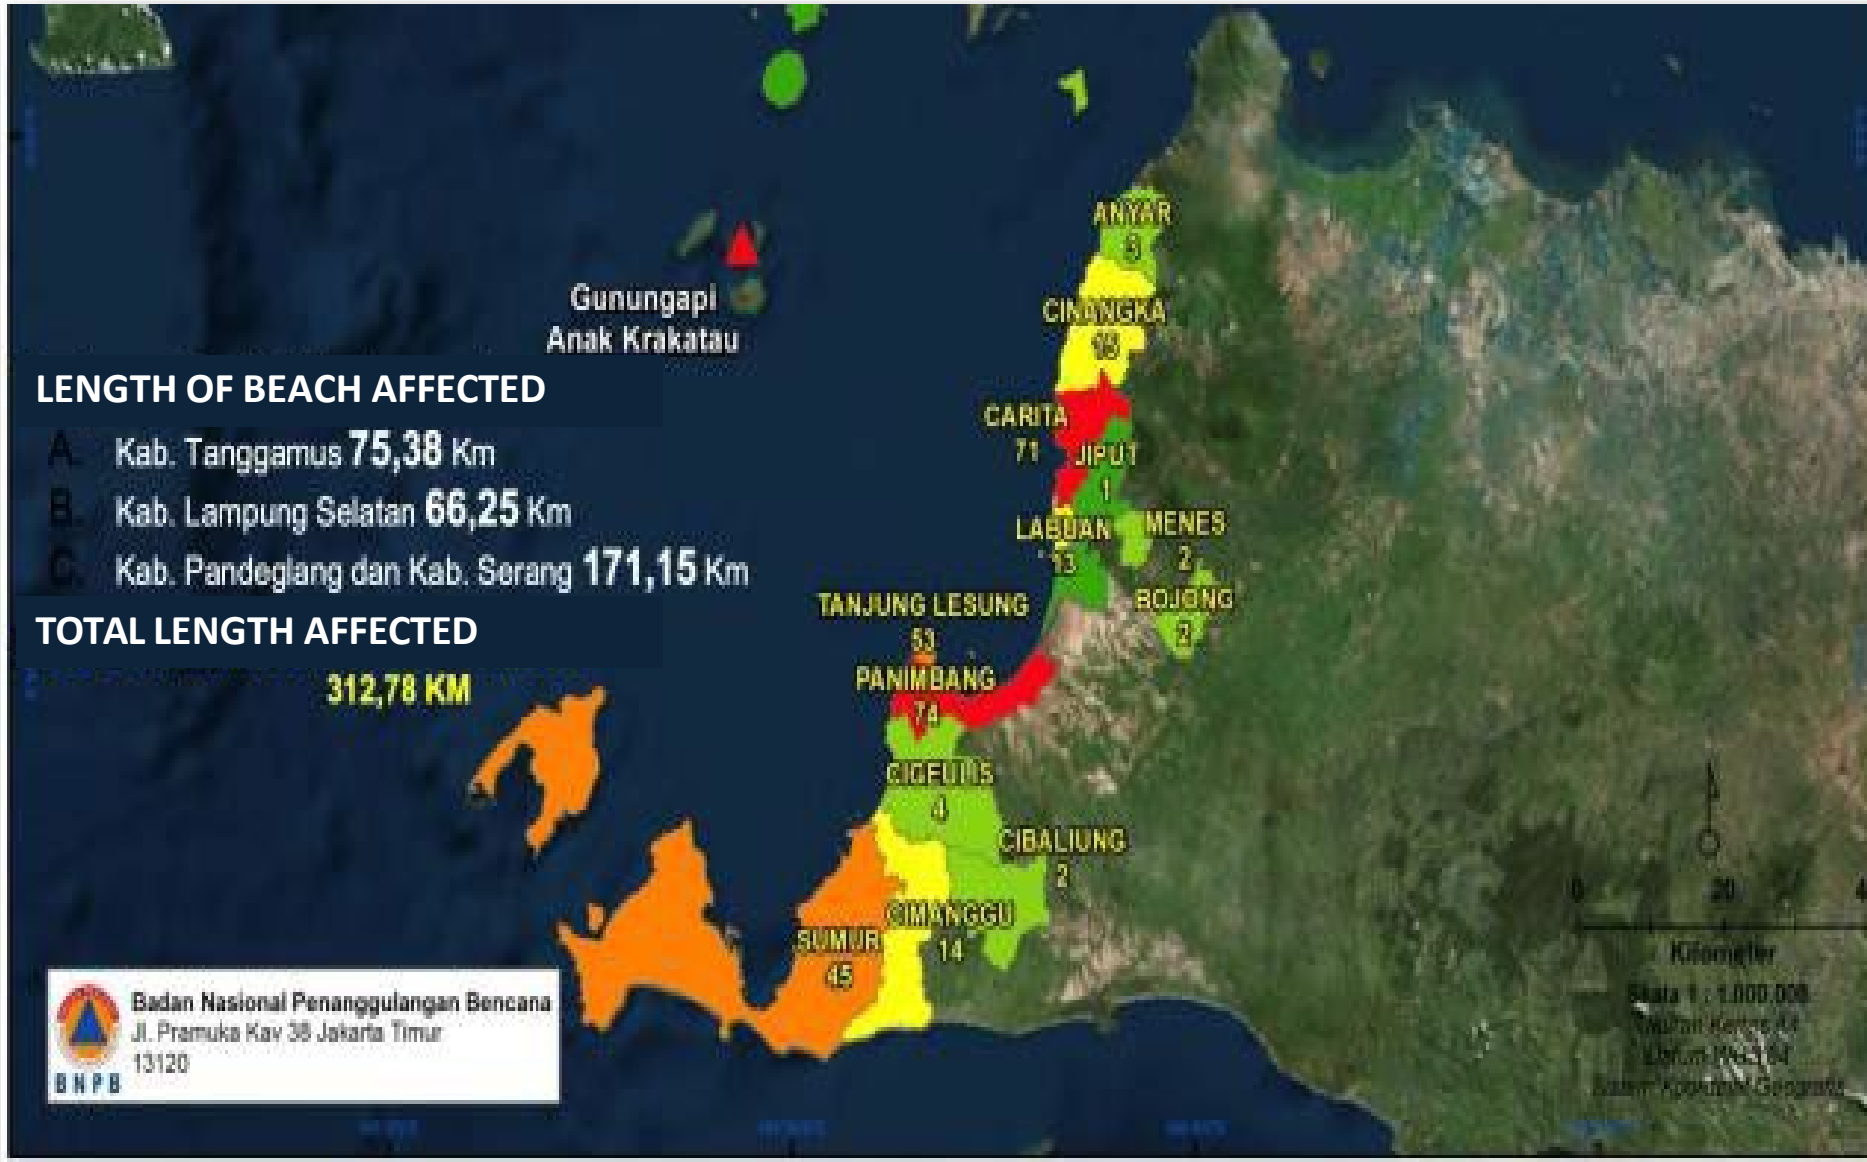 ANYAR
CINANGKA
Gunungapi
Anak Krakatau
LENGTH OF BEACH AFFECTED
A. Kab. Tanggamus 75,38 Km
B. Kab. Lampung Selatan 66,25 Km
C. Kab. Pandeglang dan Kab. Serang 171,15 Km
TOTAL LENGTH AFFECTED
312,78 KM
CARITA
71
JIPUT
1
LABUAN
13
MENES
2
BOJONG
2
TANJUNG LESUNG
53
PANIMBANG
74
CIGEULIS
4
CIBALIUNG
2
CIMANGGU
14
SUMUR
45
0 20 4
Kilometer
Skala 1 : 1.000.000
Badan Nasional Penanggulangan Bencana
Jl. Pramuka Kav 38 Jakarta Timur
13120
BNPB